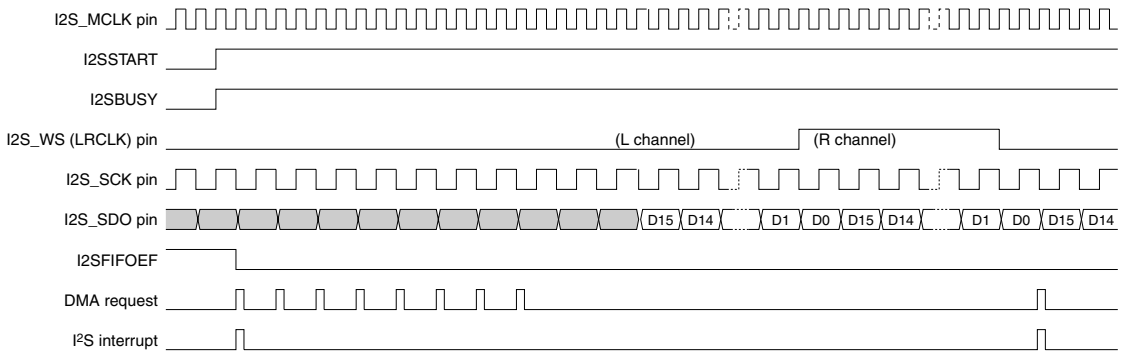 I2S_MCLK pin
I2SSTART
I2SBUSY
I2S_WS (LRCLK) pin (L channel) (R channel)
I2S_SCK pin
I2S_SDO pin D15 D14 D1 D0 D15 D14 D1 D0 D15 D14
I2SFIFOEF
DMA request
I²S interrupt